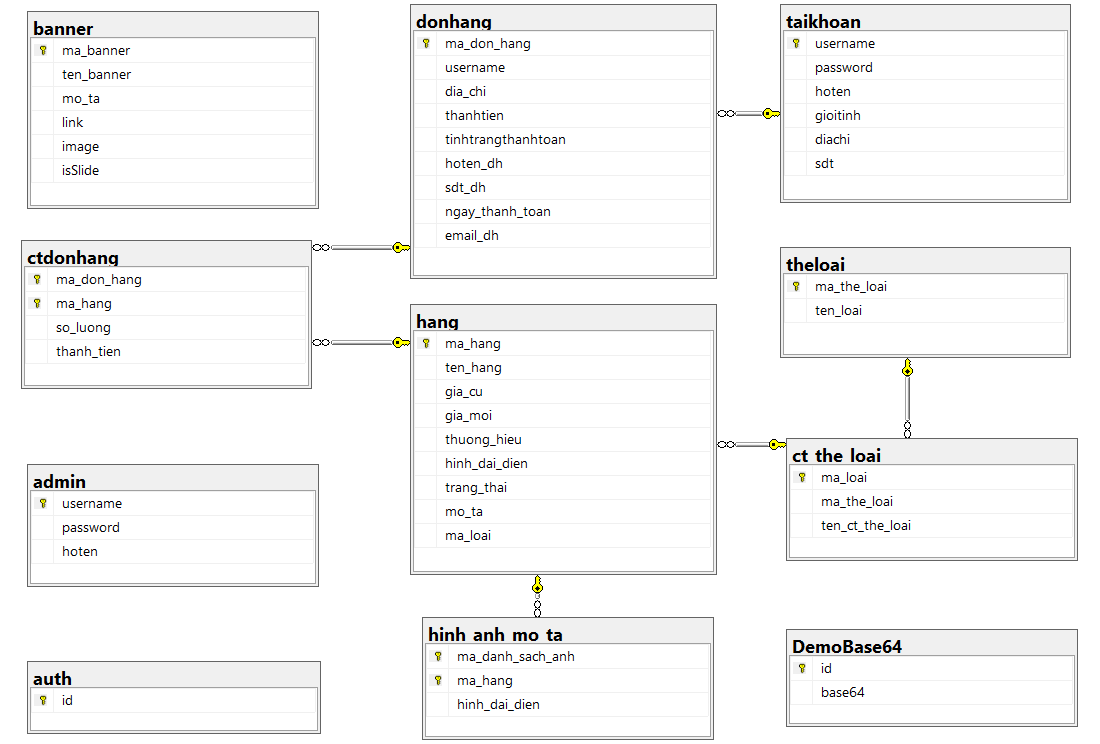 banner
ma_banner
ten_banner
mo_ta
link
image
isSlide
donhang
ma_don_hang
username
dia_chi
thanhtien
tinhtrangthanhtoan
hoten_dh
sdt_dh
ngay_thanh_toan
email_dh
taikhoan
username
password
hoten
gioitinh
diachi
sdt
ctdonhang
ma_don_hang
ma_hang
so_luong
thanh_tien
hang
ma_hang
ten_hang
gia_cu
gia_moi
thuong_hieu
hinh_dai_dien
trang_thai
mo_ta
ma_loai
theloai
ma_the_loai
ten_loai
ct_the_loai
ma_loai
ma_the_loai
ten_ct_the_loai
admin
username
password
hoten
hinh_anh_mo_ta
ma_danh_sach_anh
ma_hang
hinh_dai_dien
auth
id
DemoBase64
id
base64